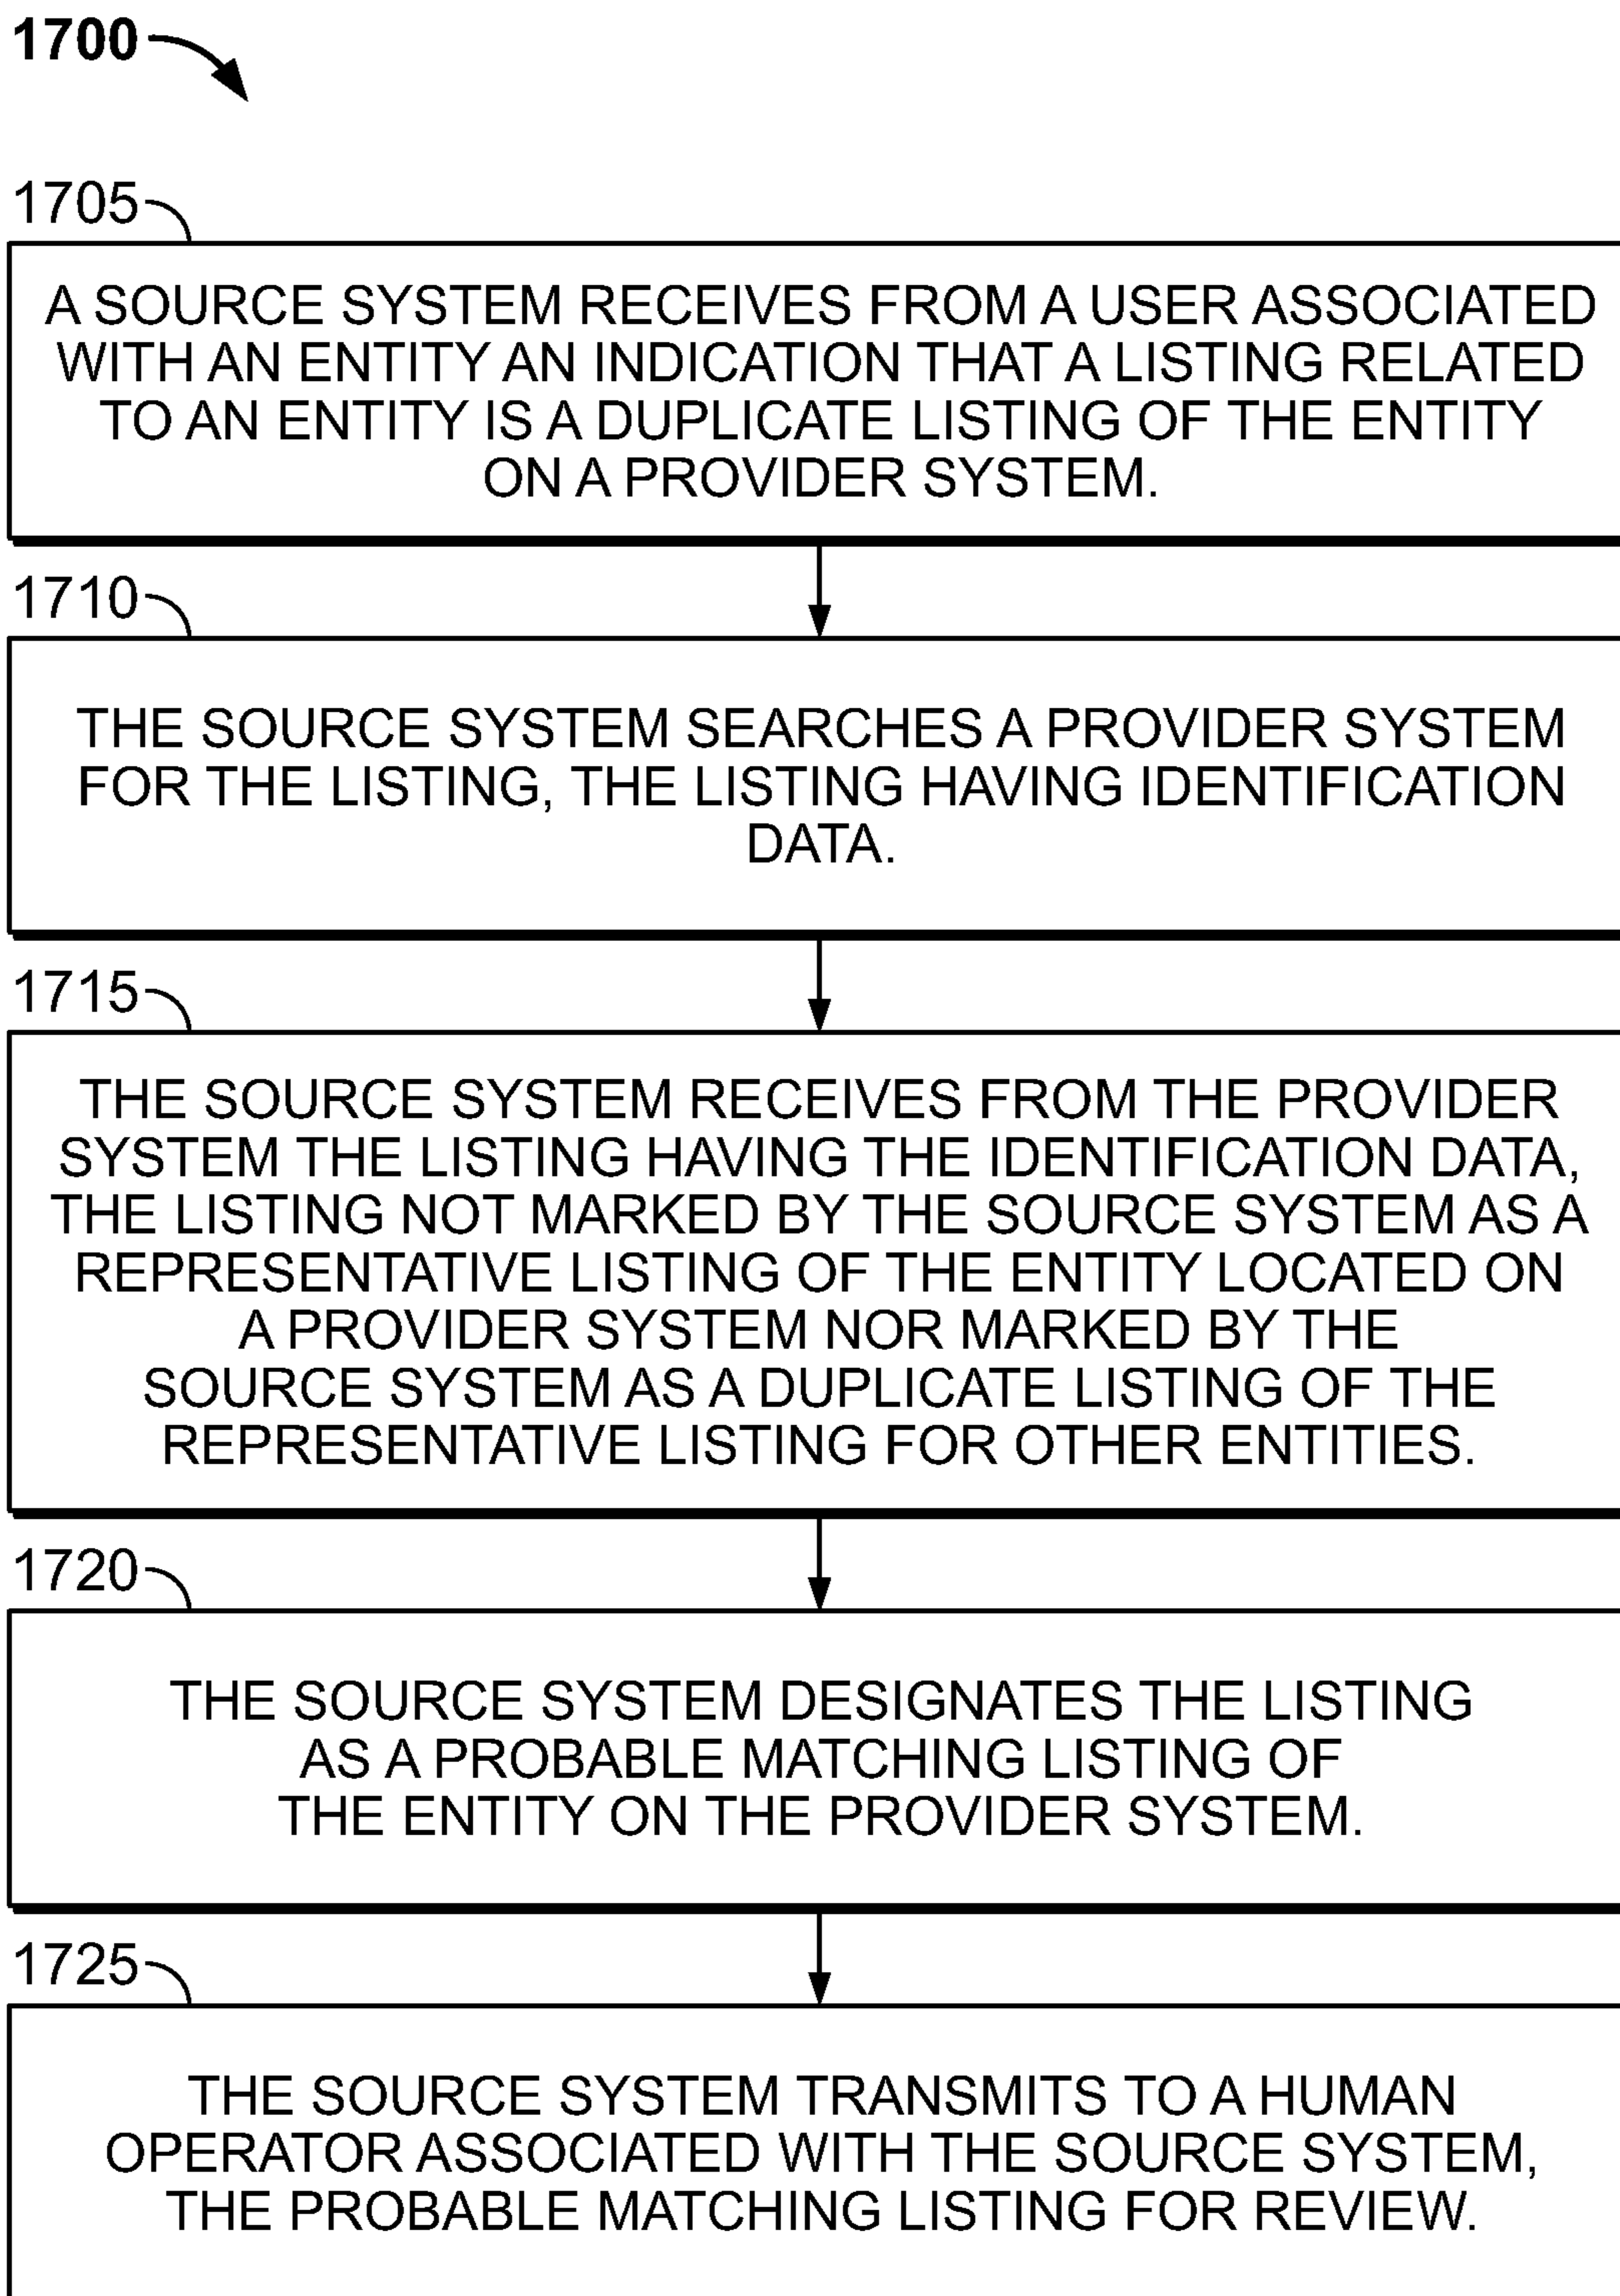 1700
1705
A SOURCE SYSTEM RECEIVES FROM A USER ASSOCIATED
WITH AN ENTITY AN INDICATION THAT A LISTING RELATED
TO AN ENTITY IS A DUPLICATE LISTING OF THE ENTITY
ON A PROVIDER SYSTEM.
1710
THE SOURCE SYSTEM SEARCHES A PROVIDER SYSTEM
FOR THE LISTING, THE LISTING HAVING IDENTIFICATION
DATA.
1715
THE SOURCE SYSTEM RECEIVES FROM THE PROVIDER
SYSTEM THE LISTING HAVING THE IDENTIFICATION DATA,
THE LISTING NOT MARKED BY THE SOURCE SYSTEM AS A
REPRESENTATIVE LISTING OF THE ENTITY LOCATED ON
A PROVIDER SYSTEM NOR MARKED BY THE
SOURCE SYSTEM AS A DUPLICATE LISTING OF THE
REPRESENTATIVE LISTING FOR OTHER ENTITIES.
1720
THE SOURCE SYSTEM DESIGNATES THE LISTING
AS A PROBABLE MATCHING LISTING OF
THE ENTITY ON THE PROVIDER SYSTEM.
1725
THE SOURCE SYSTEM TRANSMITS TO A HUMAN
OPERATOR ASSOCIATED WITH THE SOURCE SYSTEM,
THE PROBABLE MATCHING LISTING FOR REVIEW.